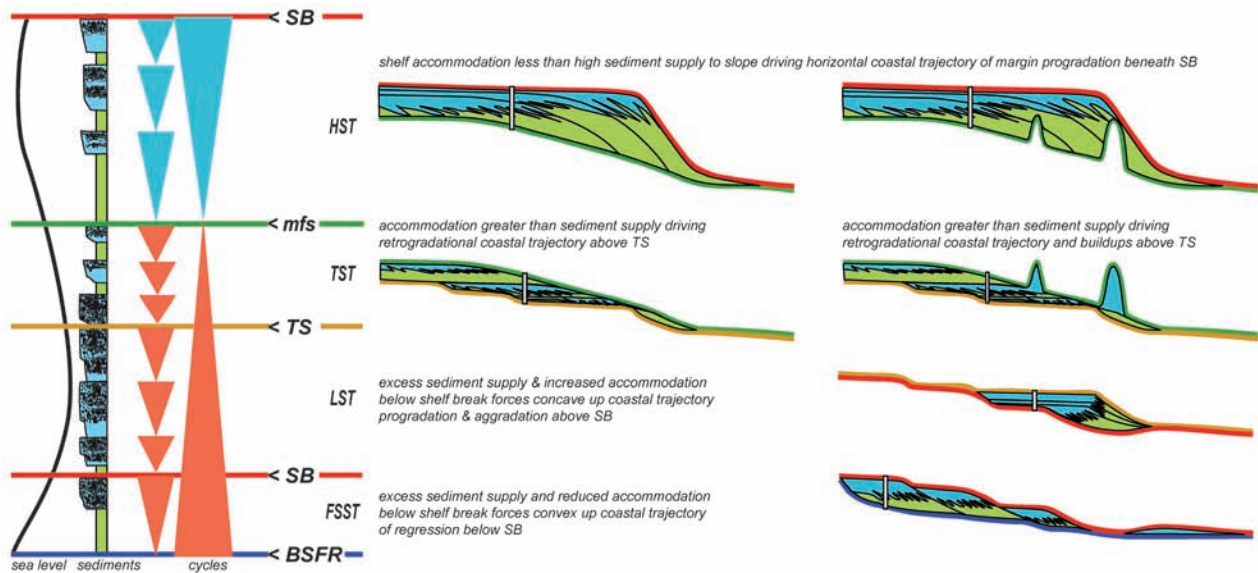 < SB
shelf accommodation less than high sediment supply to slope driving horizontal coastal trajectory of margin progradation beneath SB
HST
< mfs
accommodation greater than sediment supply driving
retrogradational coastal trajectory above TS
accommodation greater than sediment supply driving
retrogradational coastal trajectory and buildups above TS
TST
< TS
LST
excess sediment supply & increased accommodation
below shelf break forces concave up coastal trajectory
progradation & aggradation above SB
< SB
FSST
excess sediment supply and reduced accommodation
below shelf break forces convex up coastal trajectory
of regression below SB
< BSFR
sea level
sediments
cycles